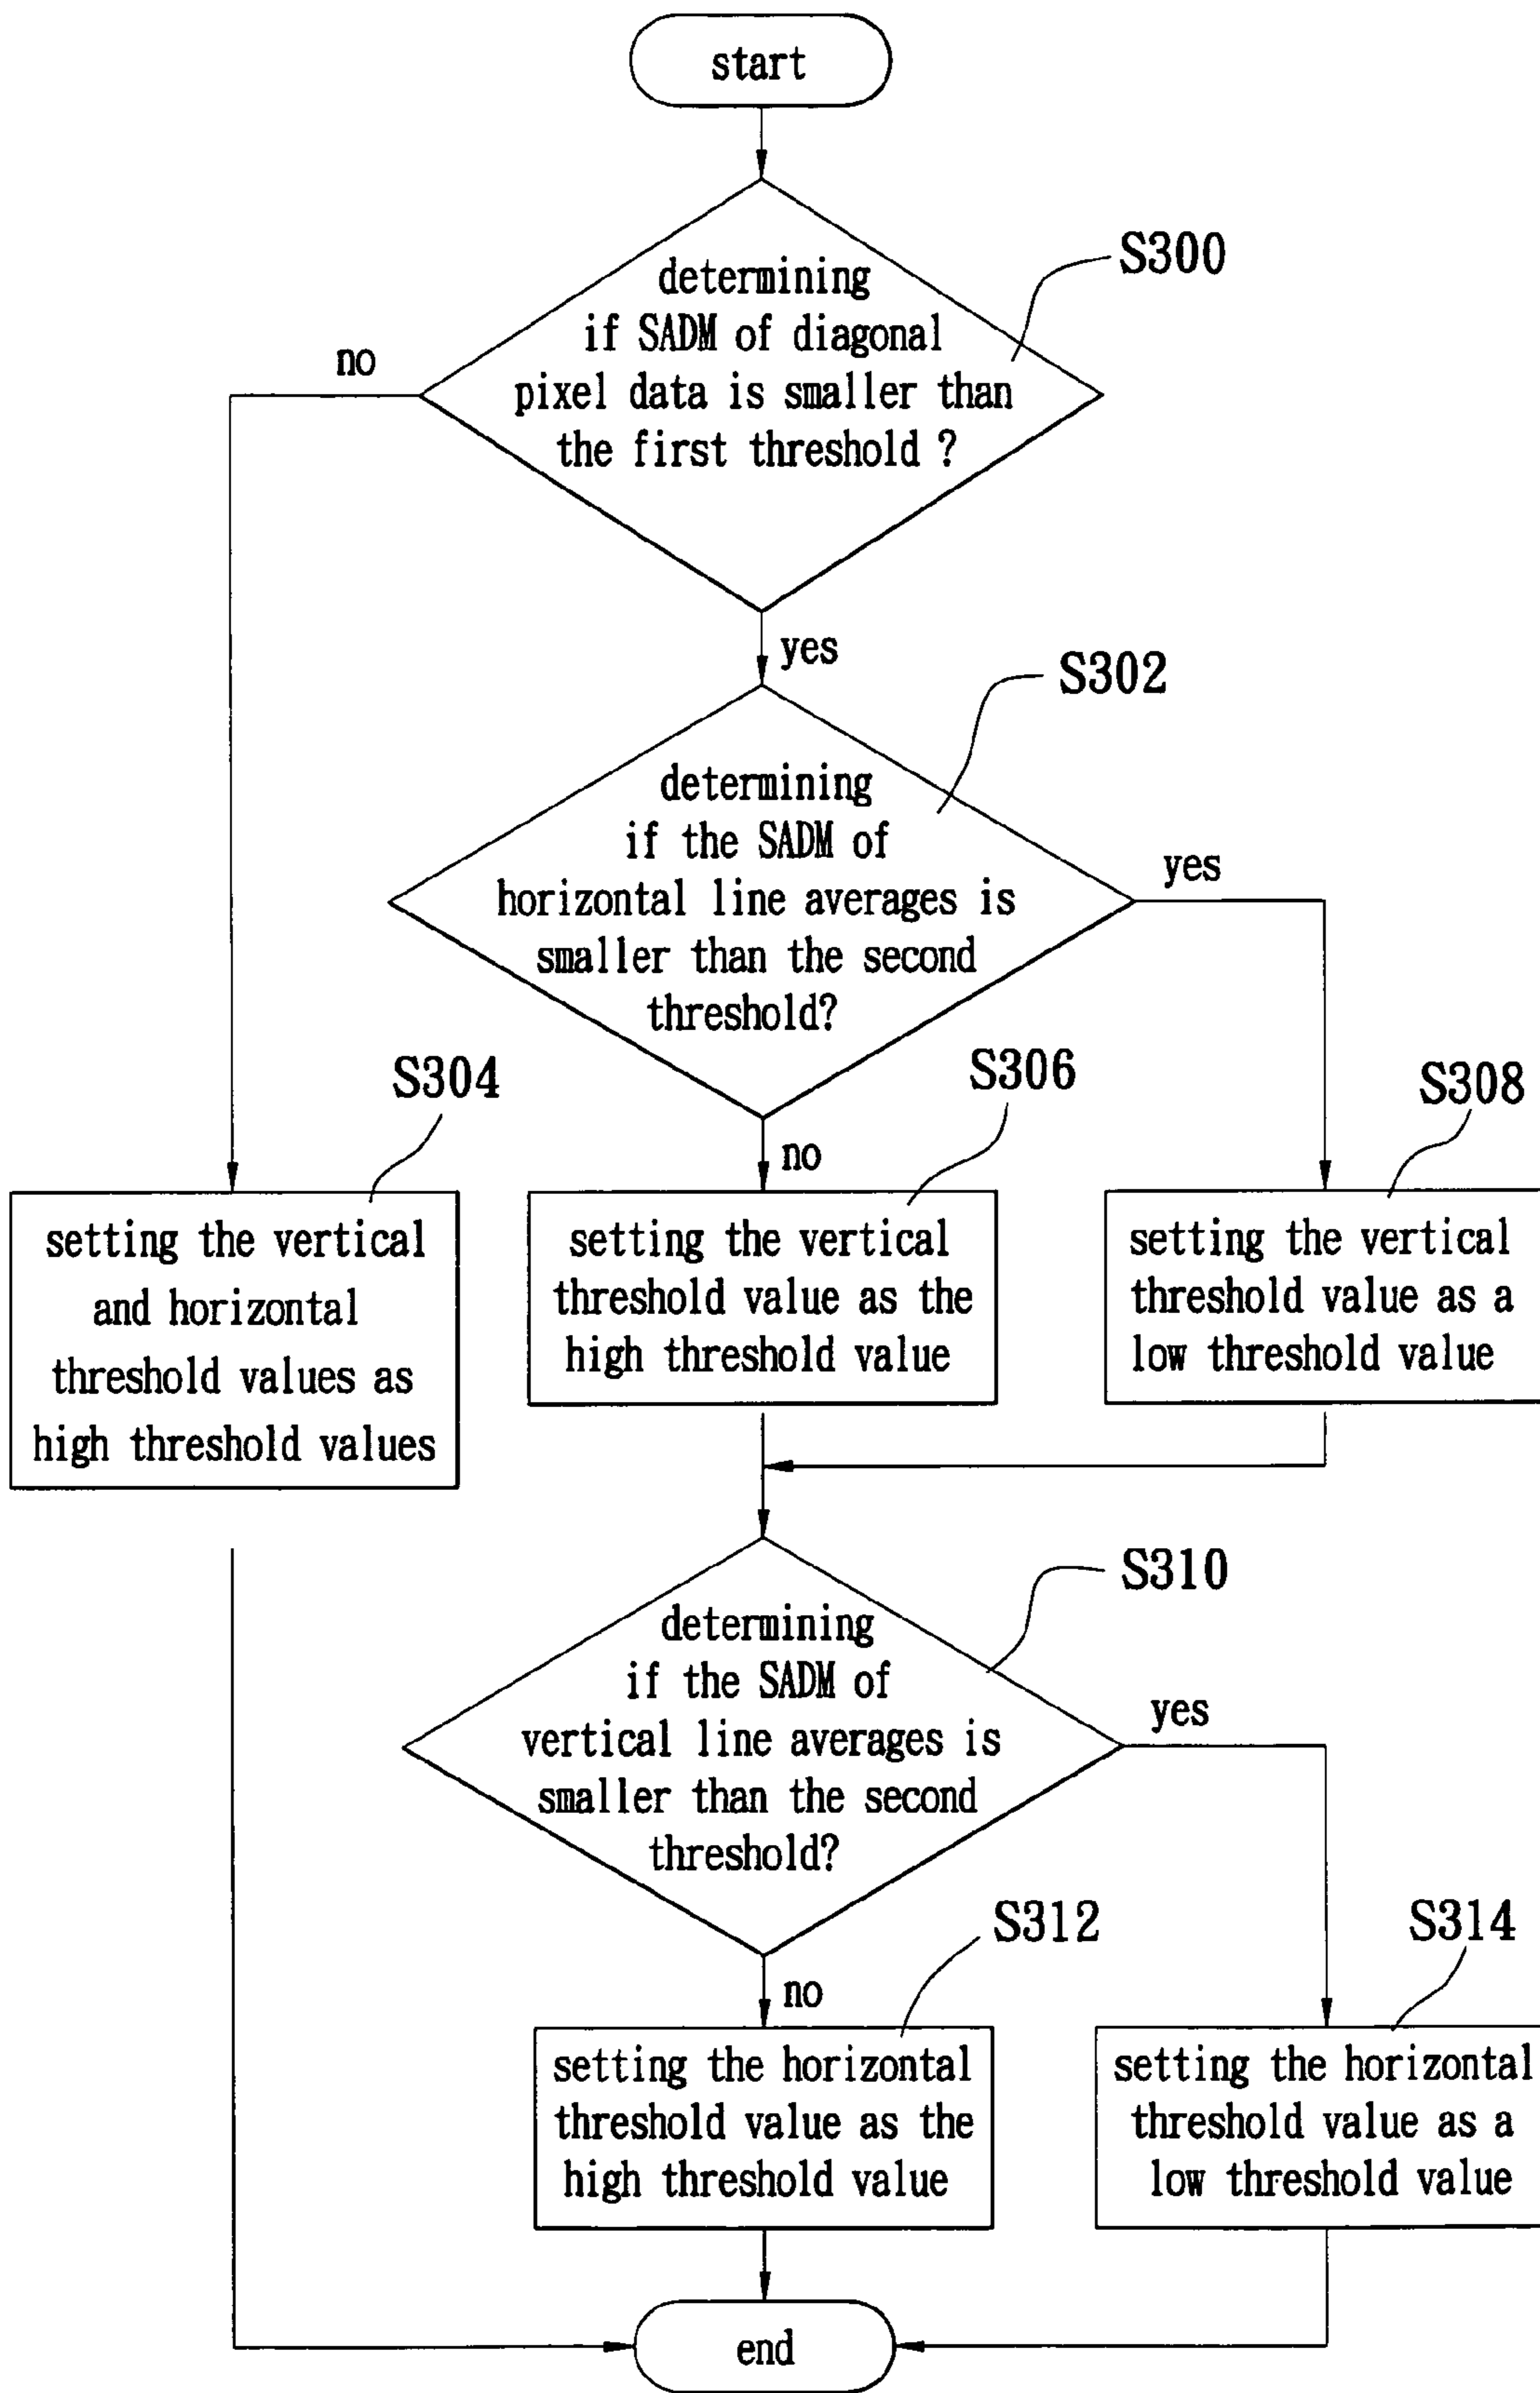 start
S300
determining
if SADM of diagonal
pixel data is smaller than
the first threshold ?
no
yes
S302
determining
if the SADM of
horizontal line averages is
smaller than the second
threshold?
yes
no
S304
setting the vertical
and horizontal
threshold values as
high threshold values
S306
setting the vertical
threshold value as the
high threshold value
S308
setting the vertical
threshold value as a
low threshold value
S310
determining
if the SADM of
vertical line averages is
smaller than the second
threshold?
yes
no
S312
setting the horizontal
threshold value as the
high threshold value
S314
setting the horizontal
threshold value as a
low threshold value
end